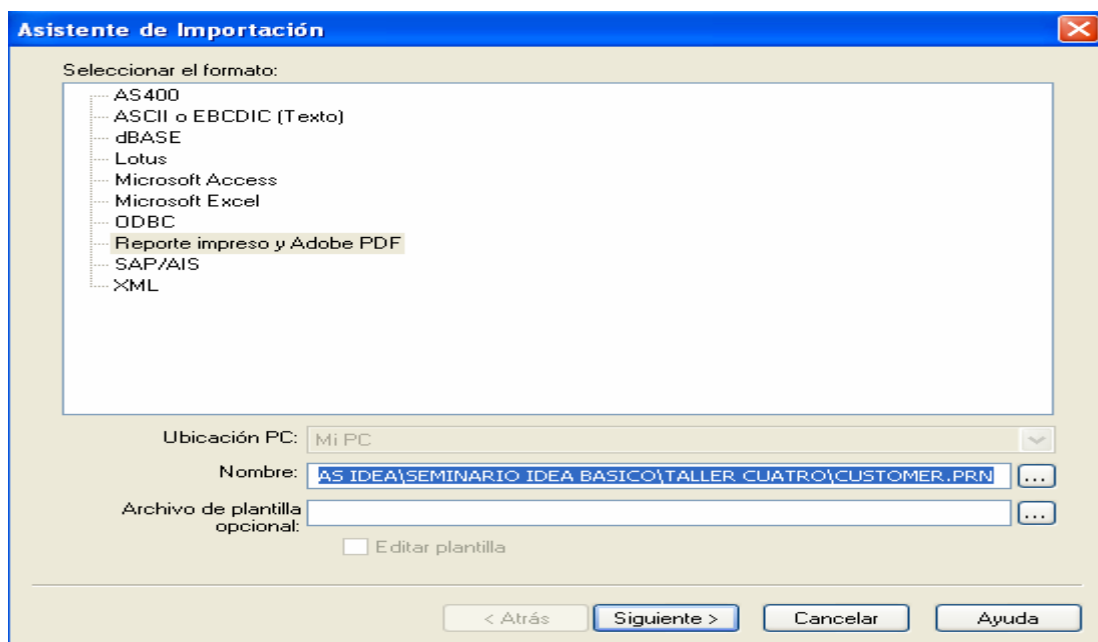 Asistente de Importación
Seleccionar el formato:
AS400
ASCII o EBCDIC (Texto)
dBASE
Lotus
Microsoft Access
Microsoft Excel
ODBC
Reporte impreso y Adobe PDF
SAP/AIS
XML
Ubicación PC: Mi PC
Nombre: AS IDEA\SEMINARIO IDEA BASICO\TALLER CUATRO\CUSTOMER.PRN ...
Archivo de plantilla opcional: ...
Editar plantilla
< Atrás Siguiente > Cancelar Ayuda